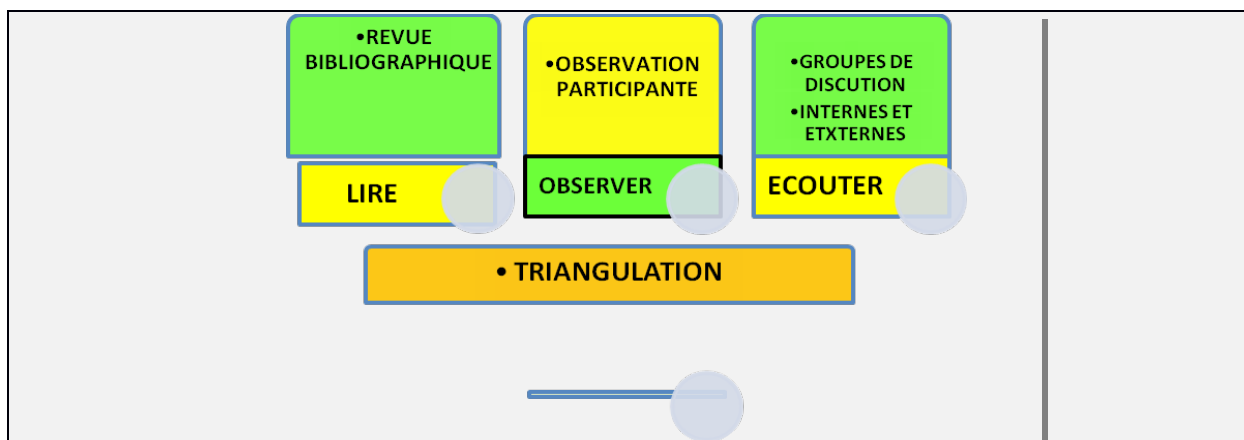 •REVUE
BIBLIOGRAPHIQUE
•OBSERVATION
PARTICIPANTE
•GROUPES DE
DISCUTION
•INTERNES ET
ETXTERNES
LIRE
OBSERVER
ECOUTER
• TRIANGULATION